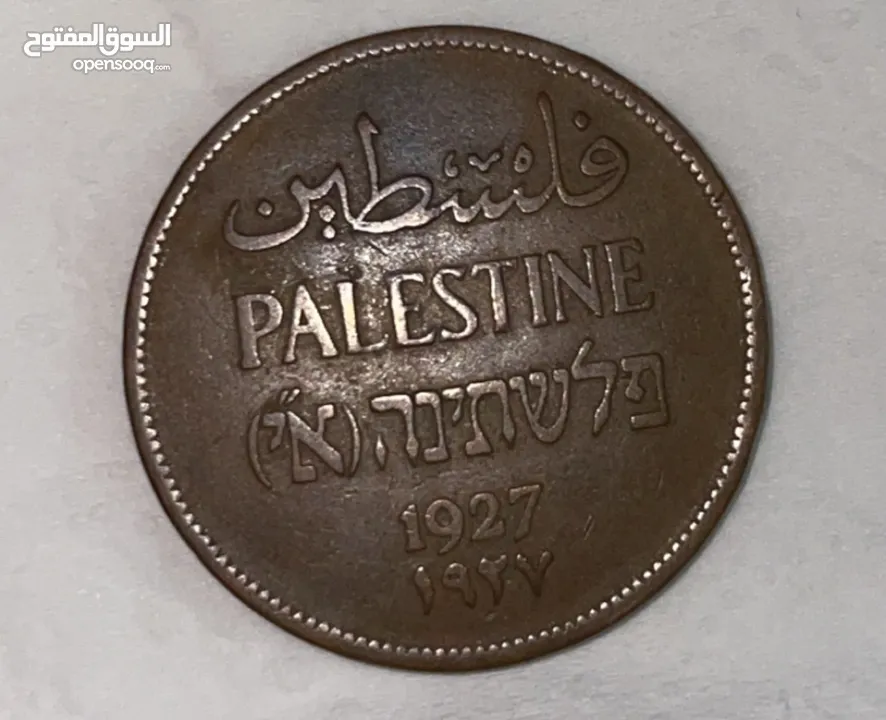 السوق المفتوح
opensooq.com
فلسطين
PALESTINE
פלשתינה (א״י)
1927
١٩٢٧